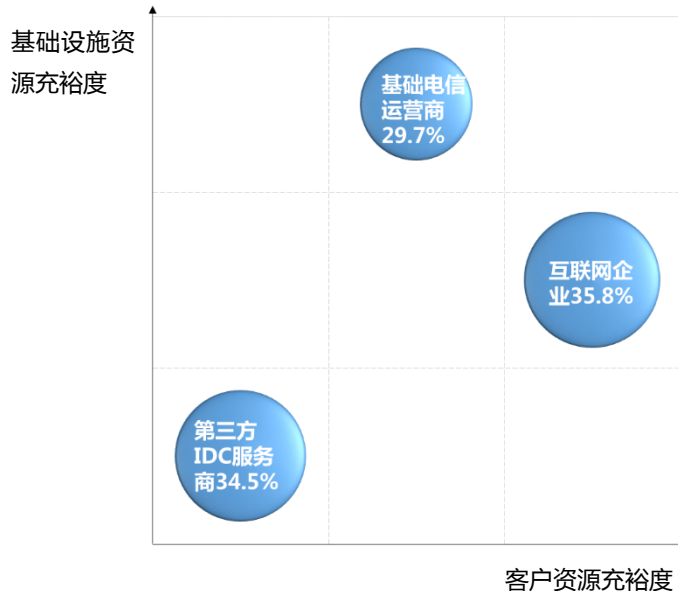 基础设施资
源充裕度
基础电信
运营商
29.7%
互联网企
业35.8%
第三方
IDC服务
商34.5%
客户资源充裕度